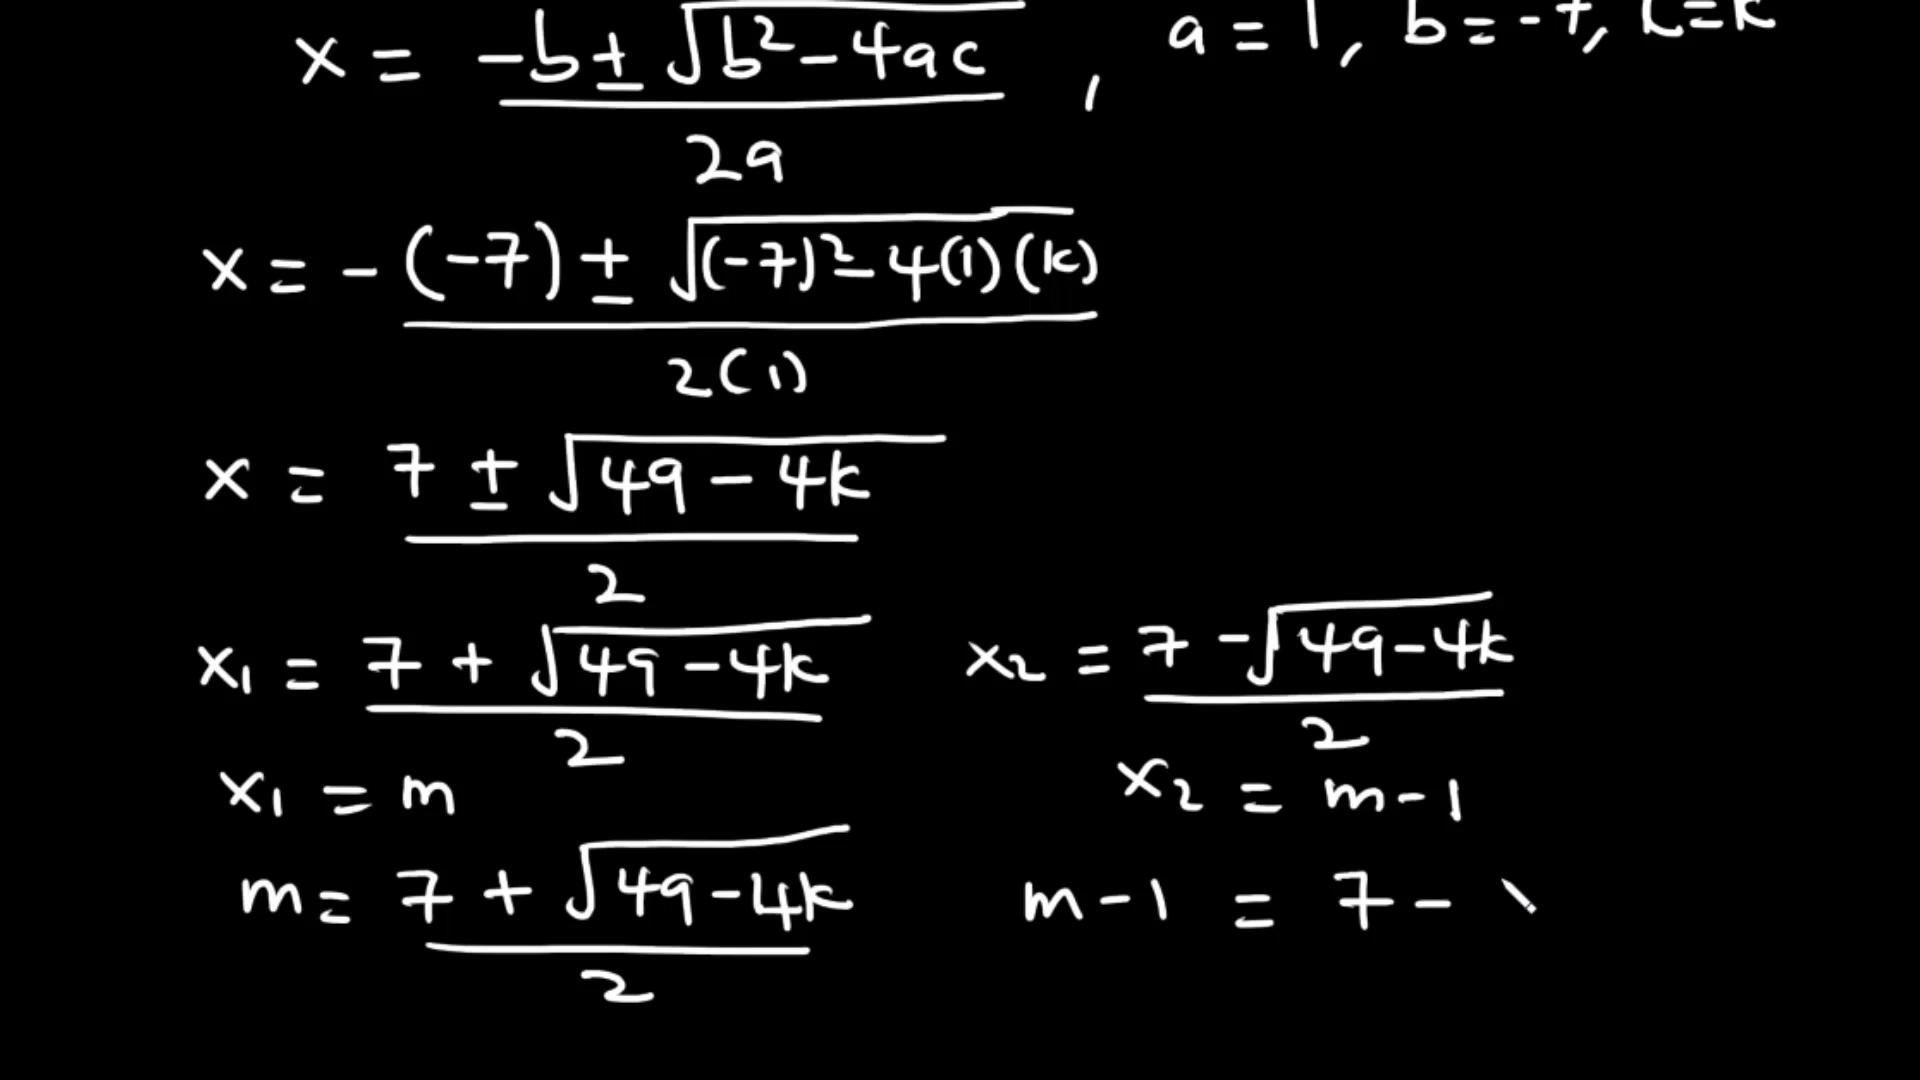 x = -b ± √(b² - 4ac) / 2a , a = 1, b = -7, c = k
x = -(-7) ± √((-7)² - 4(1)(k)) / 2(1)
x = 7 ± √(49 - 4k) / 2
x₁ = 7 + √(49 - 4k) / 2 x₂ = 7 - √(49 - 4k) / 2
x₁ = m x₂ = m - 1
m = 7 + √(49 - 4k) / 2 m - 1 = 7 -